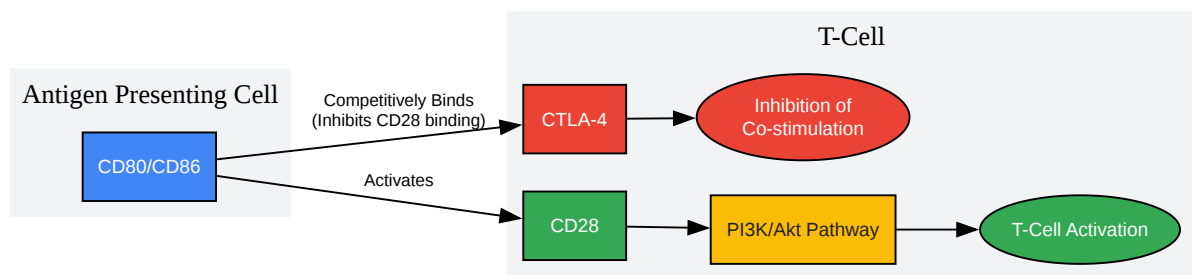 T-Cell
Antigen Presenting Cell
CD80/CD86
Competitively Binds
(Inhibits CD28 binding)
Activates
CTLA-4
Inhibition of
Co-stimulation
CD28
PI3K/Akt Pathway
T-Cell Activation